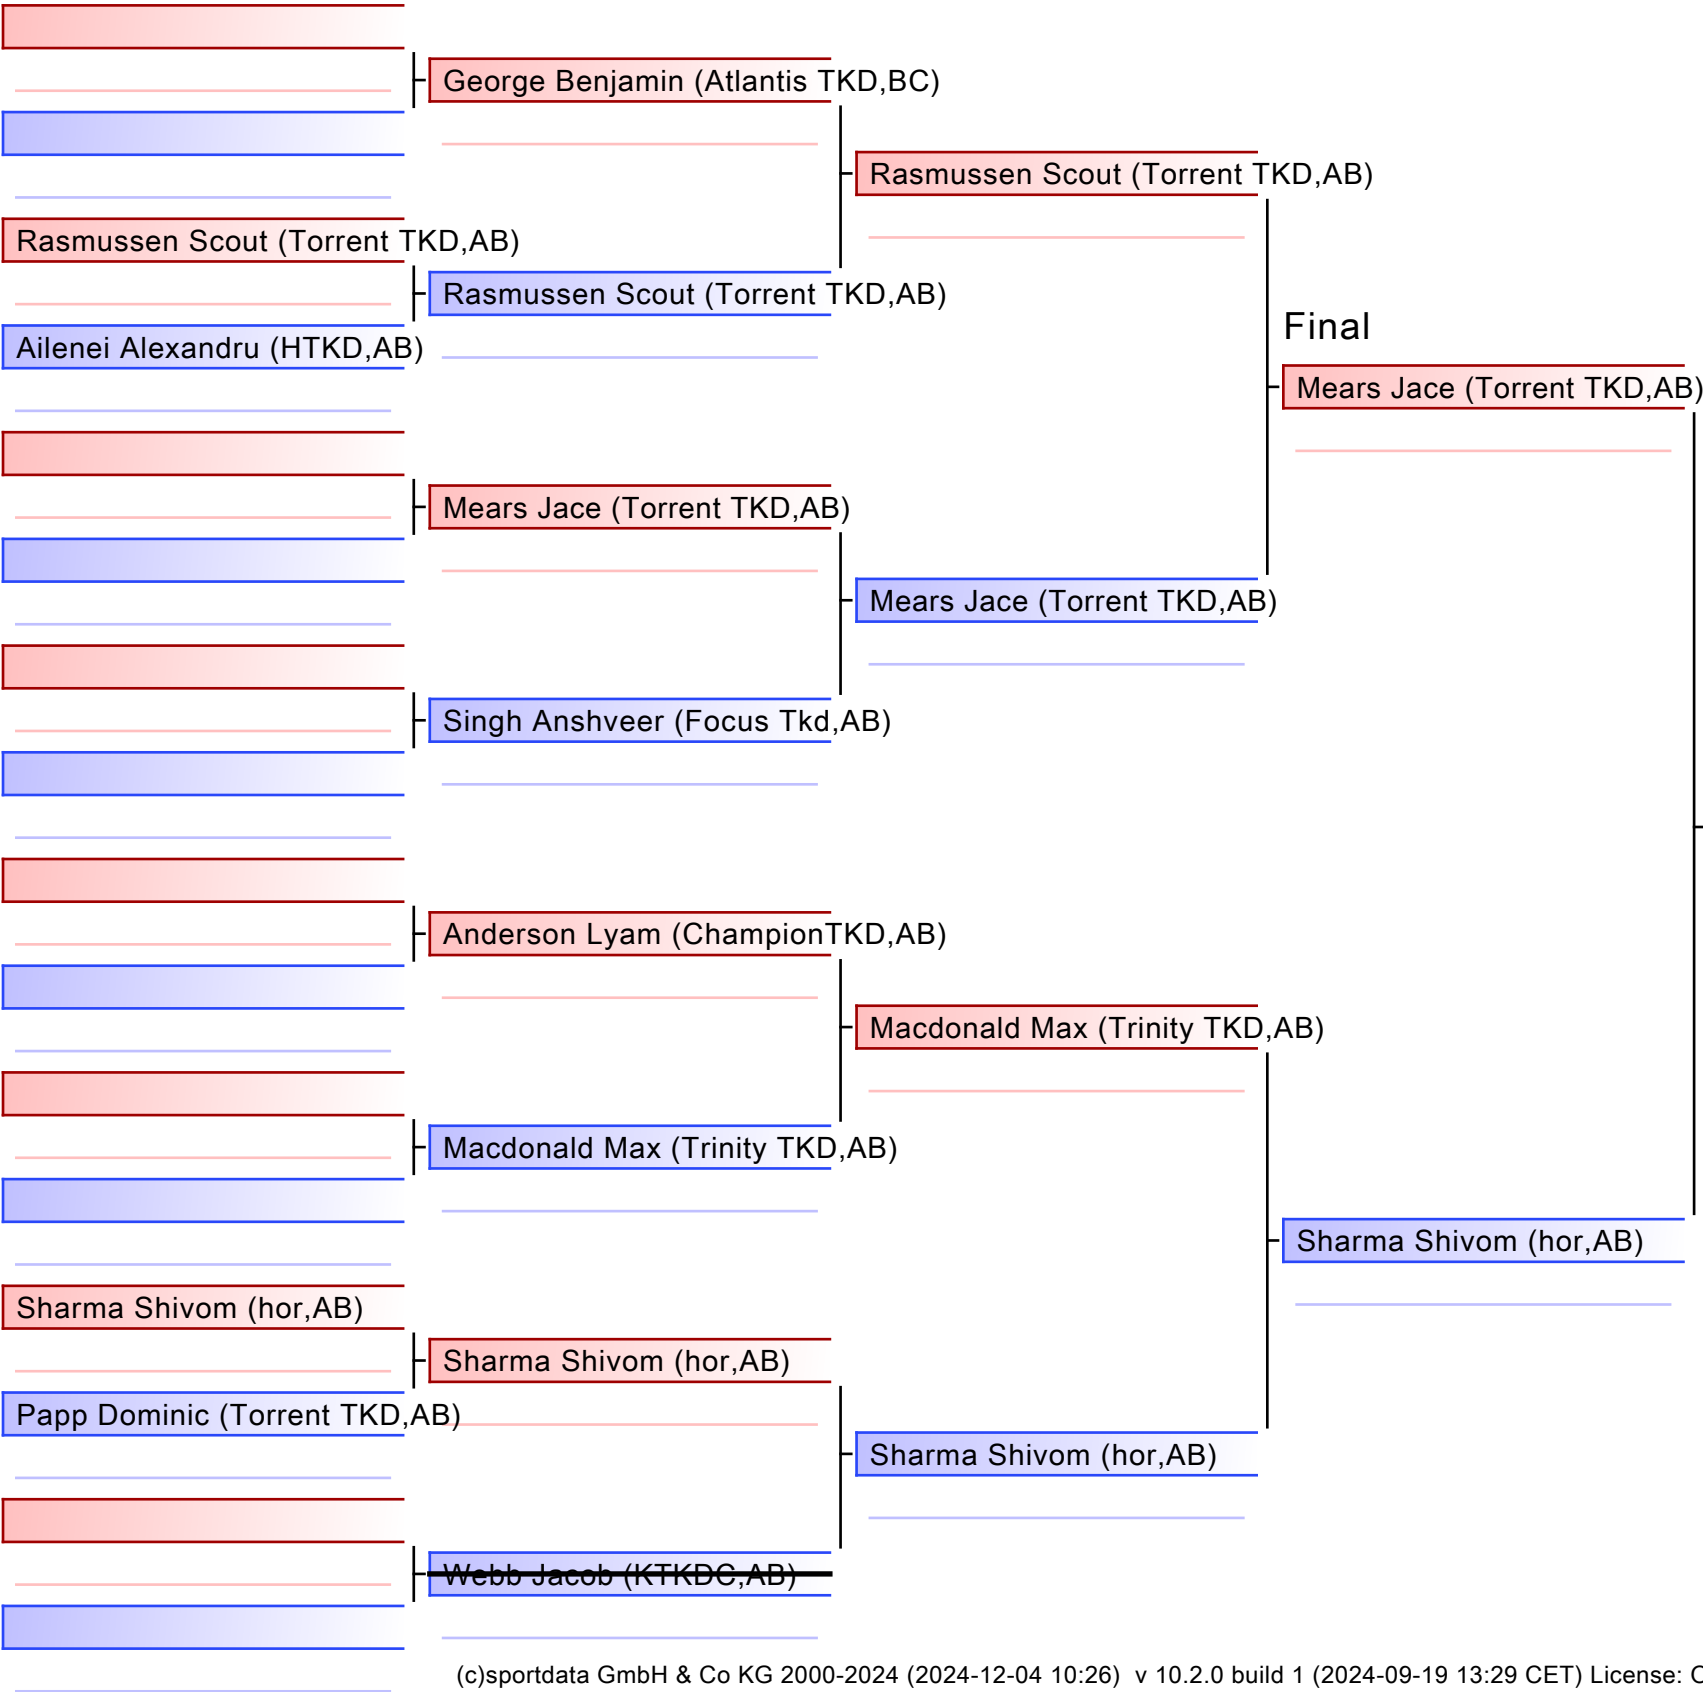 George Benjamin (Atlantis TKD,BC)
Rasmussen Scout (Torrent TKD,AB)
Rasmussen Scout (Torrent TKD,AB)
Rasmussen Scout (Torrent TKD,AB)
Final
Ailenei Alexandru (HTKD,AB)
Mears Jace (Torrent TKD,AB)
Mears Jace (Torrent TKD,AB)
Mears Jace (Torrent TKD,AB)
Singh Anshveer (Focus Tkd,AB)
Anderson Lyam (ChampionTKD,AB)
Macdonald Max (Trinity TKD,AB)
Macdonald Max (Trinity TKD,AB)
Sharma Shivom (hor,AB)
Sharma Shivom (hor,AB)
Sharma Shivom (hor,AB)
Papp Dominic (Torrent TKD,AB)
Sharma Shivom (hor,AB)
Webb Jacob (KTKDC,AB)
(c)sportdata GmbH & Co KG 2000-2024 (2024-12-04 10:26) v 10.2.0 build 1 (2024-09-19 13:29 CET) License: